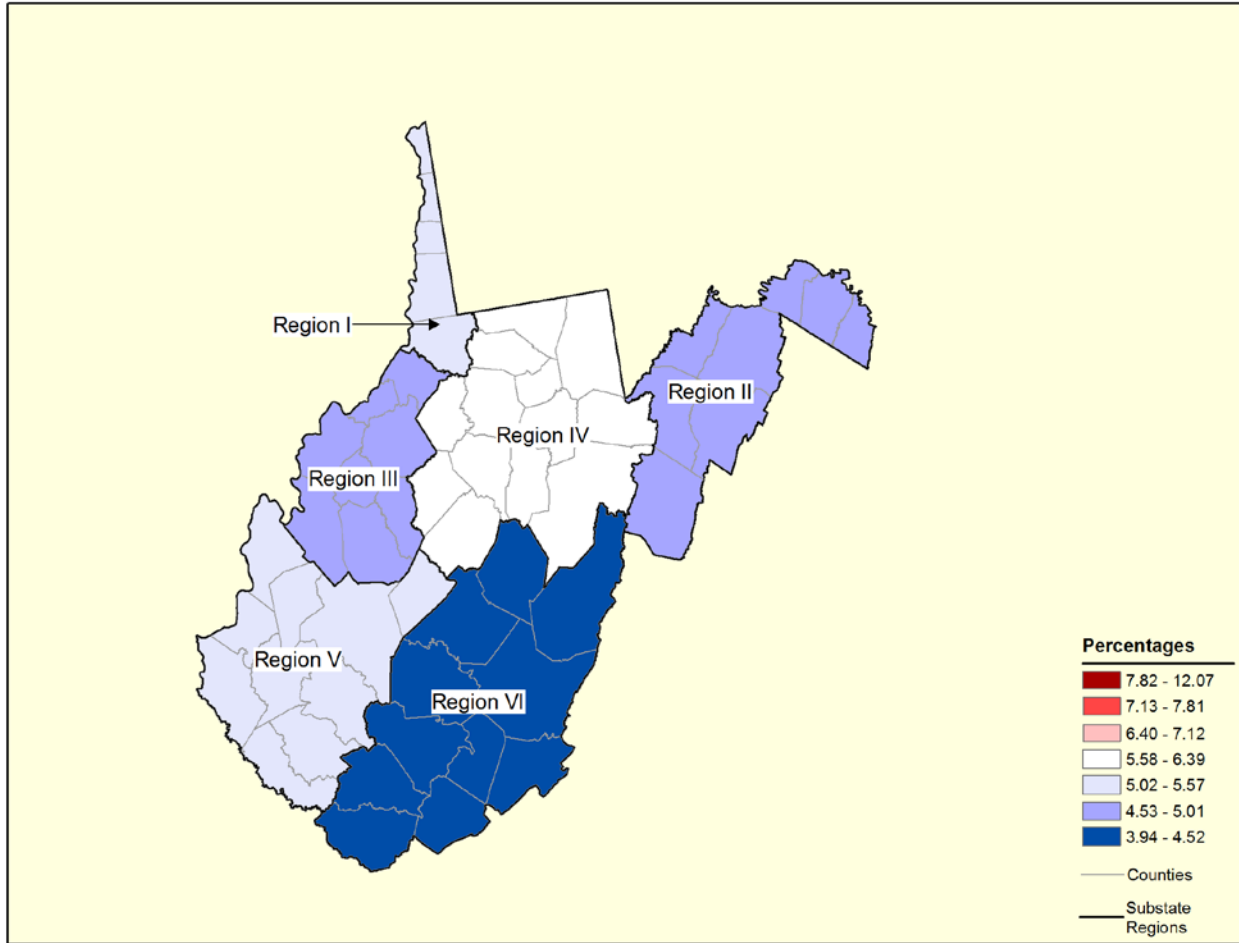 Region I
Region II
Region IV
Region III
Region V
Region VI
Percentages
7.82 - 12.07
7.13 - 7.81
6.40 - 7.12
5.58 - 6.39
5.02 - 5.57
4.53 - 5.01
3.94 - 4.52
Counties
Substate
Regions